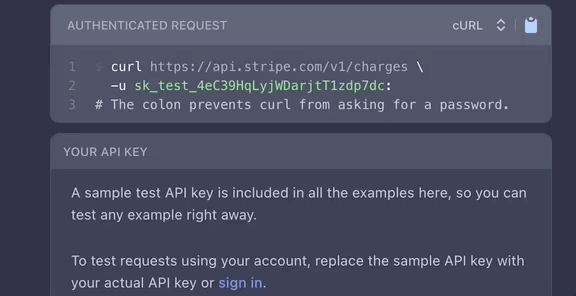 AUTHENTICATED REQUEST cURL
1 $ curl https://api.stripe.com/v1/charges \
2 -u sk_test_4eC39HqLyjWDarjtT1zdp7dc:
3 # The colon prevents curl from asking for a password.
YOUR API KEY
A sample test API key is included in all the examples here, so you can
test any example right away.
To test requests using your account, replace the sample API key with
your actual API key or sign in.